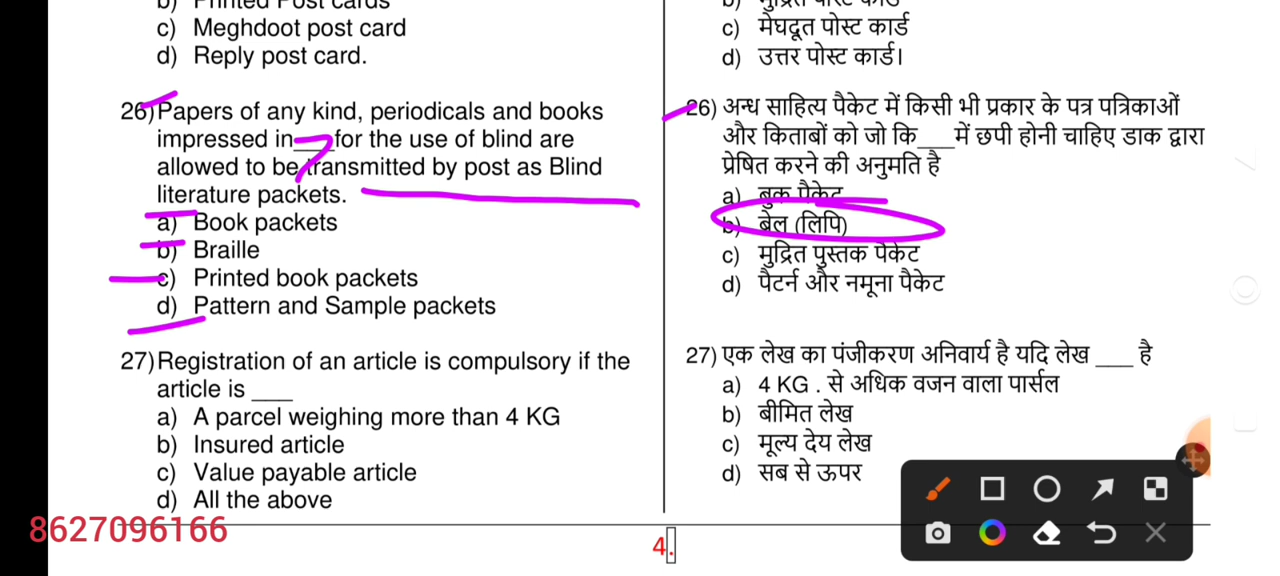 b) Printed Post cards
c) Meghdoot post card
d) Reply post card.
26) Papers of any kind, periodicals and books
impressed in___for the use of blind are
allowed to be transmitted by post as Blind
literature packets.
a) Book packets
b) Braille
c) Printed book packets
d) Pattern and Sample packets
27) Registration of an article is compulsory if the
article is ___
a) A parcel weighing more than 4 KG
b) Insured article
c) Value payable article
d) All the above
b) मुद्रित पोस्ट कार्ड
c) मेघदूत पोस्ट कार्ड
d) उत्तर पोस्ट कार्ड।
26) अन्ध साहित्य पैकेट में किसी भी प्रकार के पत्र पत्रिकाओं
और किताबों को जो कि___में छपी होनी चाहिए डाक द्वारा
प्रेषित करने की अनुमति है
a) बुक पैकेट
b) बेल (लिपि)
c) मुद्रित पुस्तक पैकेट
d) पैटर्न और नमूना पैकेट
27) एक लेख का पंजीकरण अनिवार्य है यदि लेख ___ है
a) 4 KG . से अधिक वजन वाला पार्सल
b) बीमित लेख
c) मूल्य देय लेख
d) सब से ऊपर
8627096166
4.